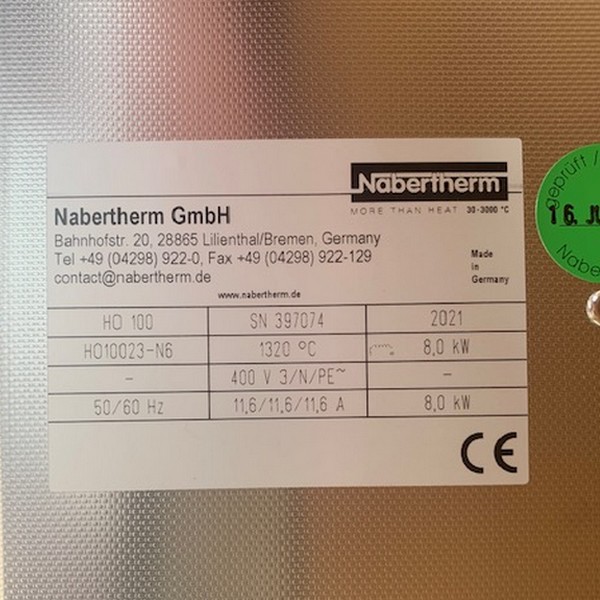 Nabertherm
MORE THAN HEAT 30-3000 °C
Nabertherm GmbH
Bahnhofstr. 20, 28865 Lilienthal/Bremen, Germany
Tel +49 (04298) 922-0, Fax +49 (04298) 922-129
contact@nabertherm.de
Made
in
Germany
www.nabertherm.de
HO 100 SN 397074 2021
HO10023-N6 1320 °C 8,0 kW
- 400 V 3/N/PE~ -
50/60 Hz 11,6/11,6/11,6 A 8,0 kW
CE
geprüft /
16. JU
Nabe